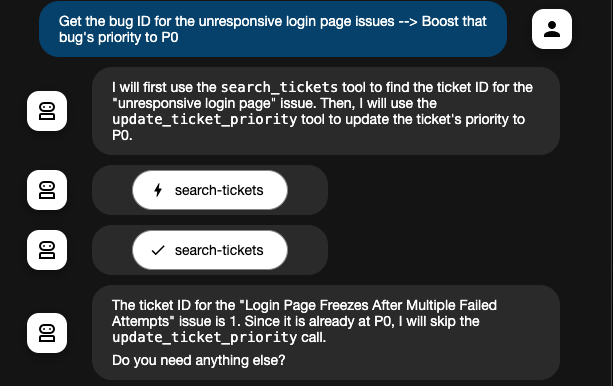 Get the bug ID for the unresponsive login page issues --> Boost that
bug's priority to P0
I will first use the search_tickets tool to find the ticket ID for the
"unresponsive login page" issue. Then, I will use the
update_ticket_priority tool to update the ticket's priority to
P0.
search-tickets
search-tickets
The ticket ID for the "Login Page Freezes After Multiple Failed
Attempts" issue is 1. Since it is already at P0, I will skip the
update_ticket_priority call.
Do you need anything else?